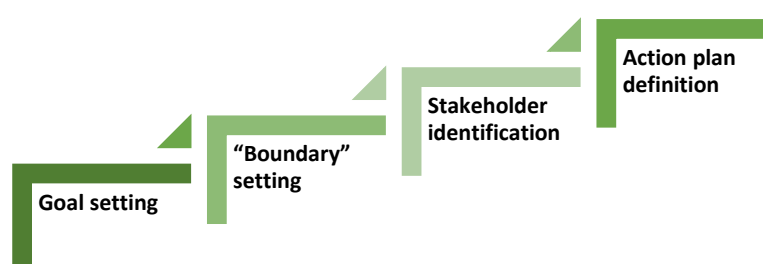 Goal setting
“Boundary”
setting
Stakeholder
identification
Action plan
definition